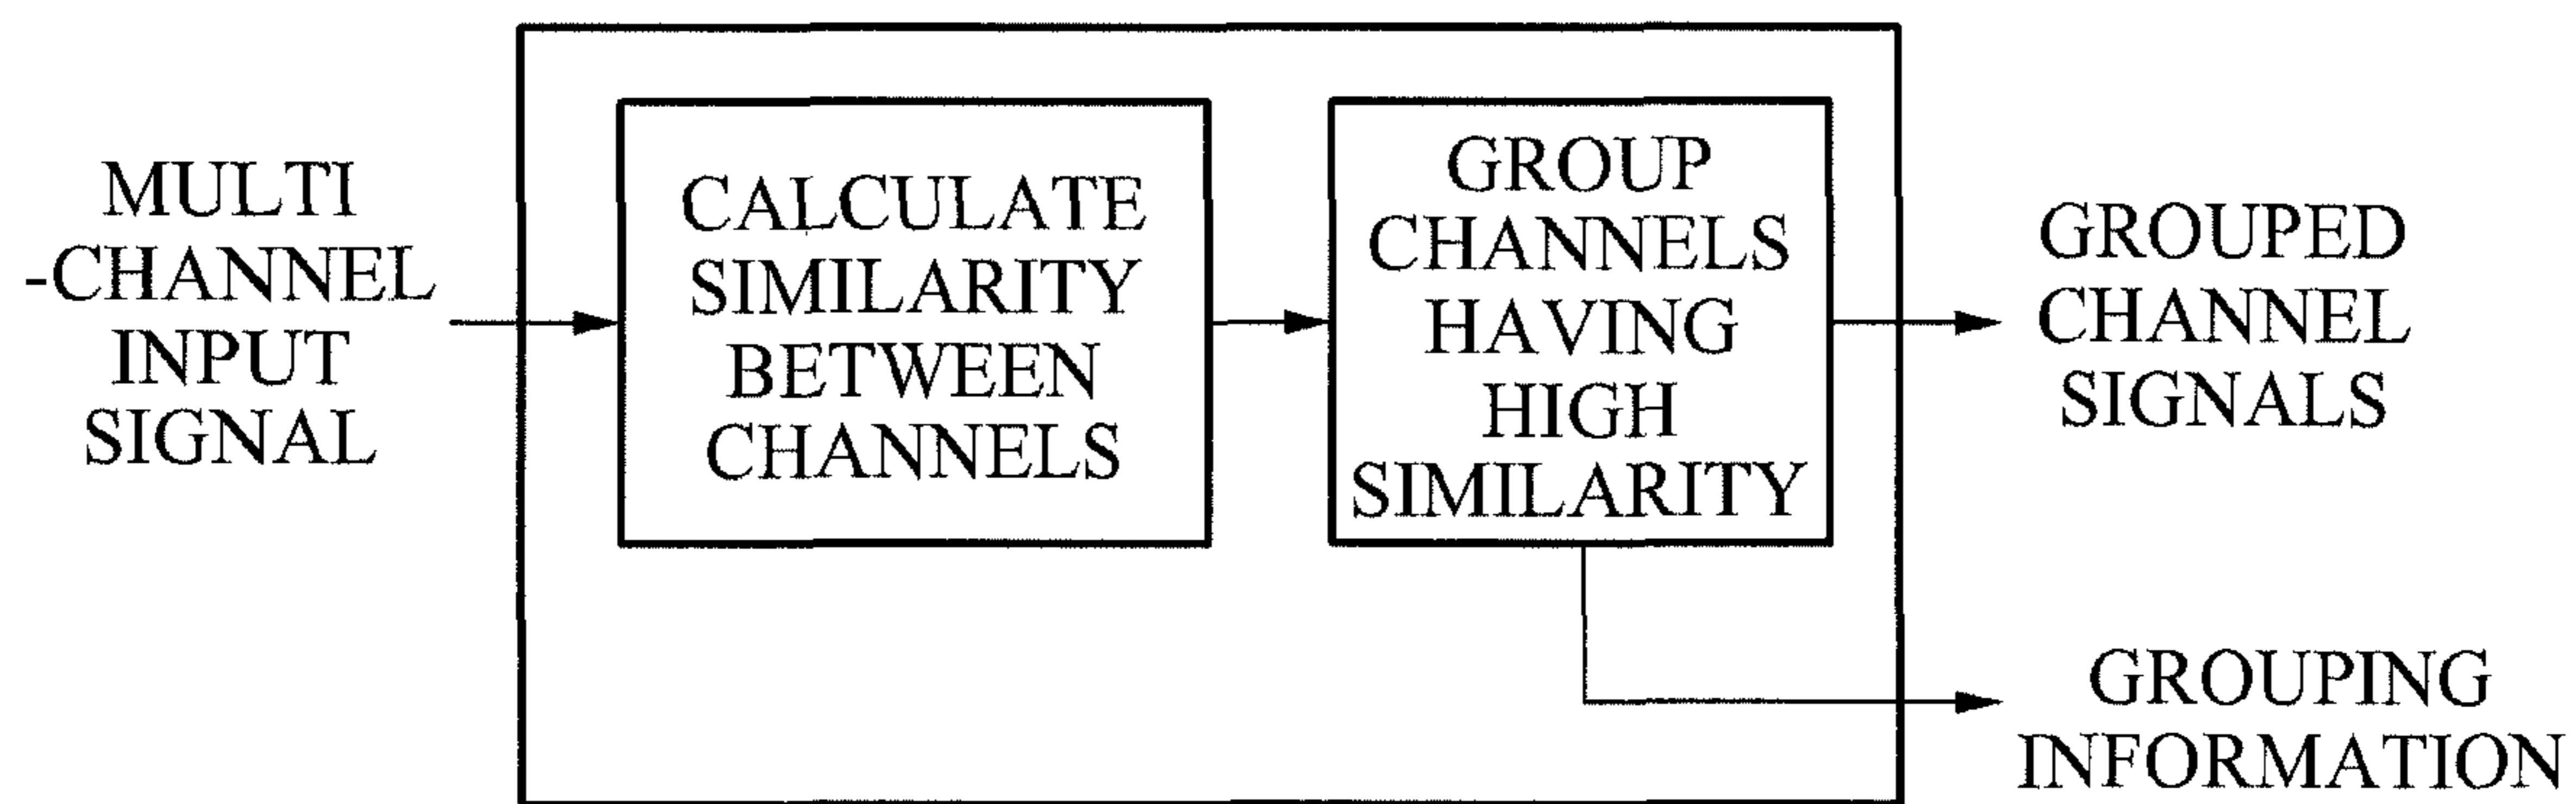 MULTI
-CHANNEL
INPUT
SIGNAL
CALCULATE
SIMILARITY
BETWEEN
CHANNELS
GROUP
CHANNELS
HAVING
HIGH
SIMILARITY
GROUPED
CHANNEL
SIGNALS
GROUPING
INFORMATION